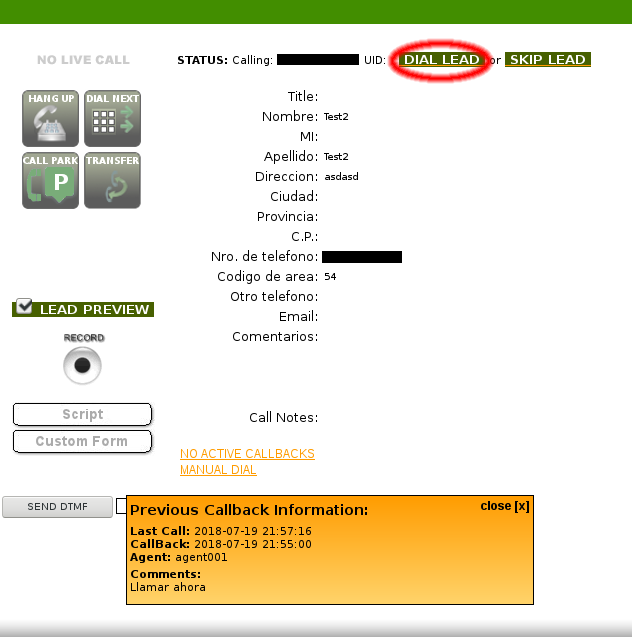 NO LIVE CALL
STATUS: Calling: UID: DIAL LEAD or SKIP LEAD
HANG UP
DIAL NEXT
CALL PARK
P
TRANSFER
Title:
Nombre: Test2
MI:
Apellido: Test2
Direccion: asdasd
Ciudad:
Provincia:
C.P.:
Nro. de telefono:
Codigo de area: 54
Otro telefono:
Email:
Comentarios:
LEAD PREVIEW
RECORD
Script
Custom Form
Call Notes:
NO ACTIVE CALLBACKS
MANUAL DIAL
SEND DTMF
Previous Callback Information: close [x]
Last Call: 2018-07-19 21:57:16
CallBack: 2018-07-19 21:55:00
Agent: agent001
Comments:
Llamar ahora